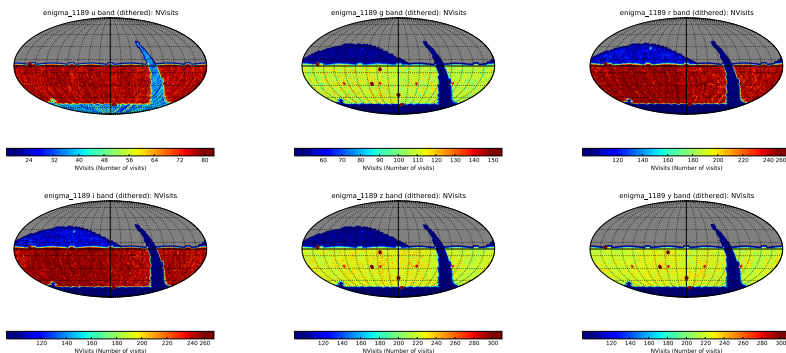 enigma_1189 u band (dithered): NVisits
24 32 40 48 56 64 72 80
NVisits (Number of visits)
enigma_1189 g band (dithered): NVisits
60 70 80 90 100 110 120 130 140 150
NVisits (Number of visits)
enigma_1189 r band (dithered): NVisits
120 140 160 180 200 220 240 260
NVisits (Number of visits)
enigma_1189 i band (dithered): NVisits
120 140 160 180 200 220 240 260
NVisits (Number of visits)
enigma_1189 z band (dithered): NVisits
120 140 160 180 200 220 240 260 280 300
NVisits (Number of visits)
enigma_1189 y band (dithered): NVisits
120 140 160 180 200 220 240 260 280 300
NVisits (Number of visits)